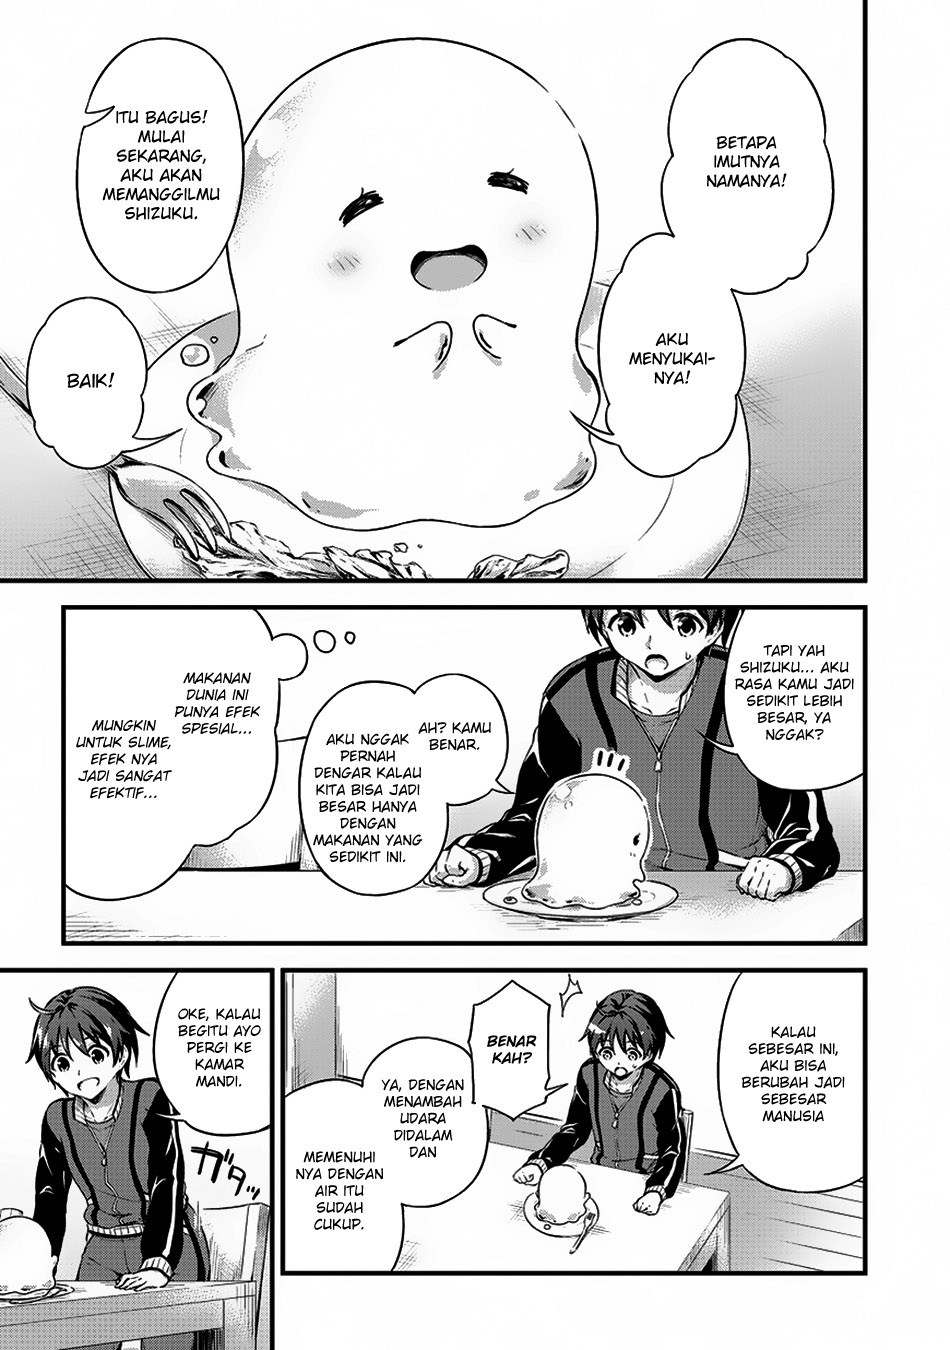 BETAPA
IMUTNYA
NAMANYA!
AKU
MENYUKAI-
NYA!
ITU BAGUS!
MULAI
SEKARANG,
AKU AKAN
MEMANGGILMU
SHIZUKU.
BAIK!
TAPI YAH
SHIZUKU... AKU
RASA KAMU JADI
SEDIKIT LEBIH
BESAR, YA
NGGAK?
AH? KAMU
BENAR.
AKU NGGAK
PERNAH
DENGAR KALAU
KITA BISA JADI
BESAR HANYA
DENGAN
MAKANAN YANG
SEDIKIT INI.
MAKANAN
DUNIA INI
PUNYA EFEK
SPESIAL...
MUNGKIN
UNTUK SLIME,
EFEK NYA
JADI SANGAT
EFEKTIF...
KALAU
SEBESAR INI,
AKU BISA
BERUBAH JADI
SEBESAR
MANUSIA
BENAR
KAH?
YA, DENGAN
MENAMBAH
UDARA
DIDALAM
DAN
MEMENUHI
NYA DENGAN
AIR ITU
SUDAH
CUKUP.
OKE, KALAU
BEGITU AYO
PERGI KE
KAMAR
MANDI.
ガタッ